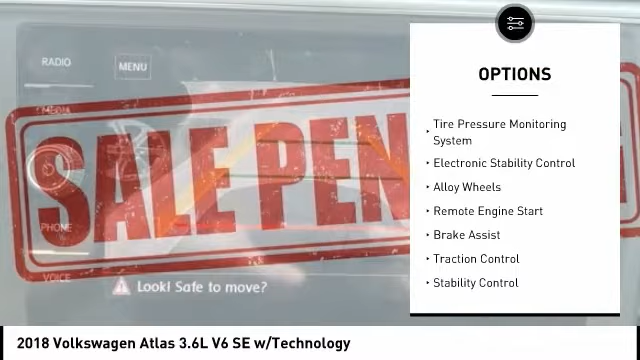 RADIO
MENU
MEDIA
SALE PEN
PHONE
VOICE
Look! Safe to move?
OPTIONS
Tire Pressure Monitoring
System
Electronic Stability Control
Alloy Wheels
Remote Engine Start
Brake Assist
Traction Control
Stability Control
2018 Volkswagen Atlas 3.6L V6 SE w/Technology